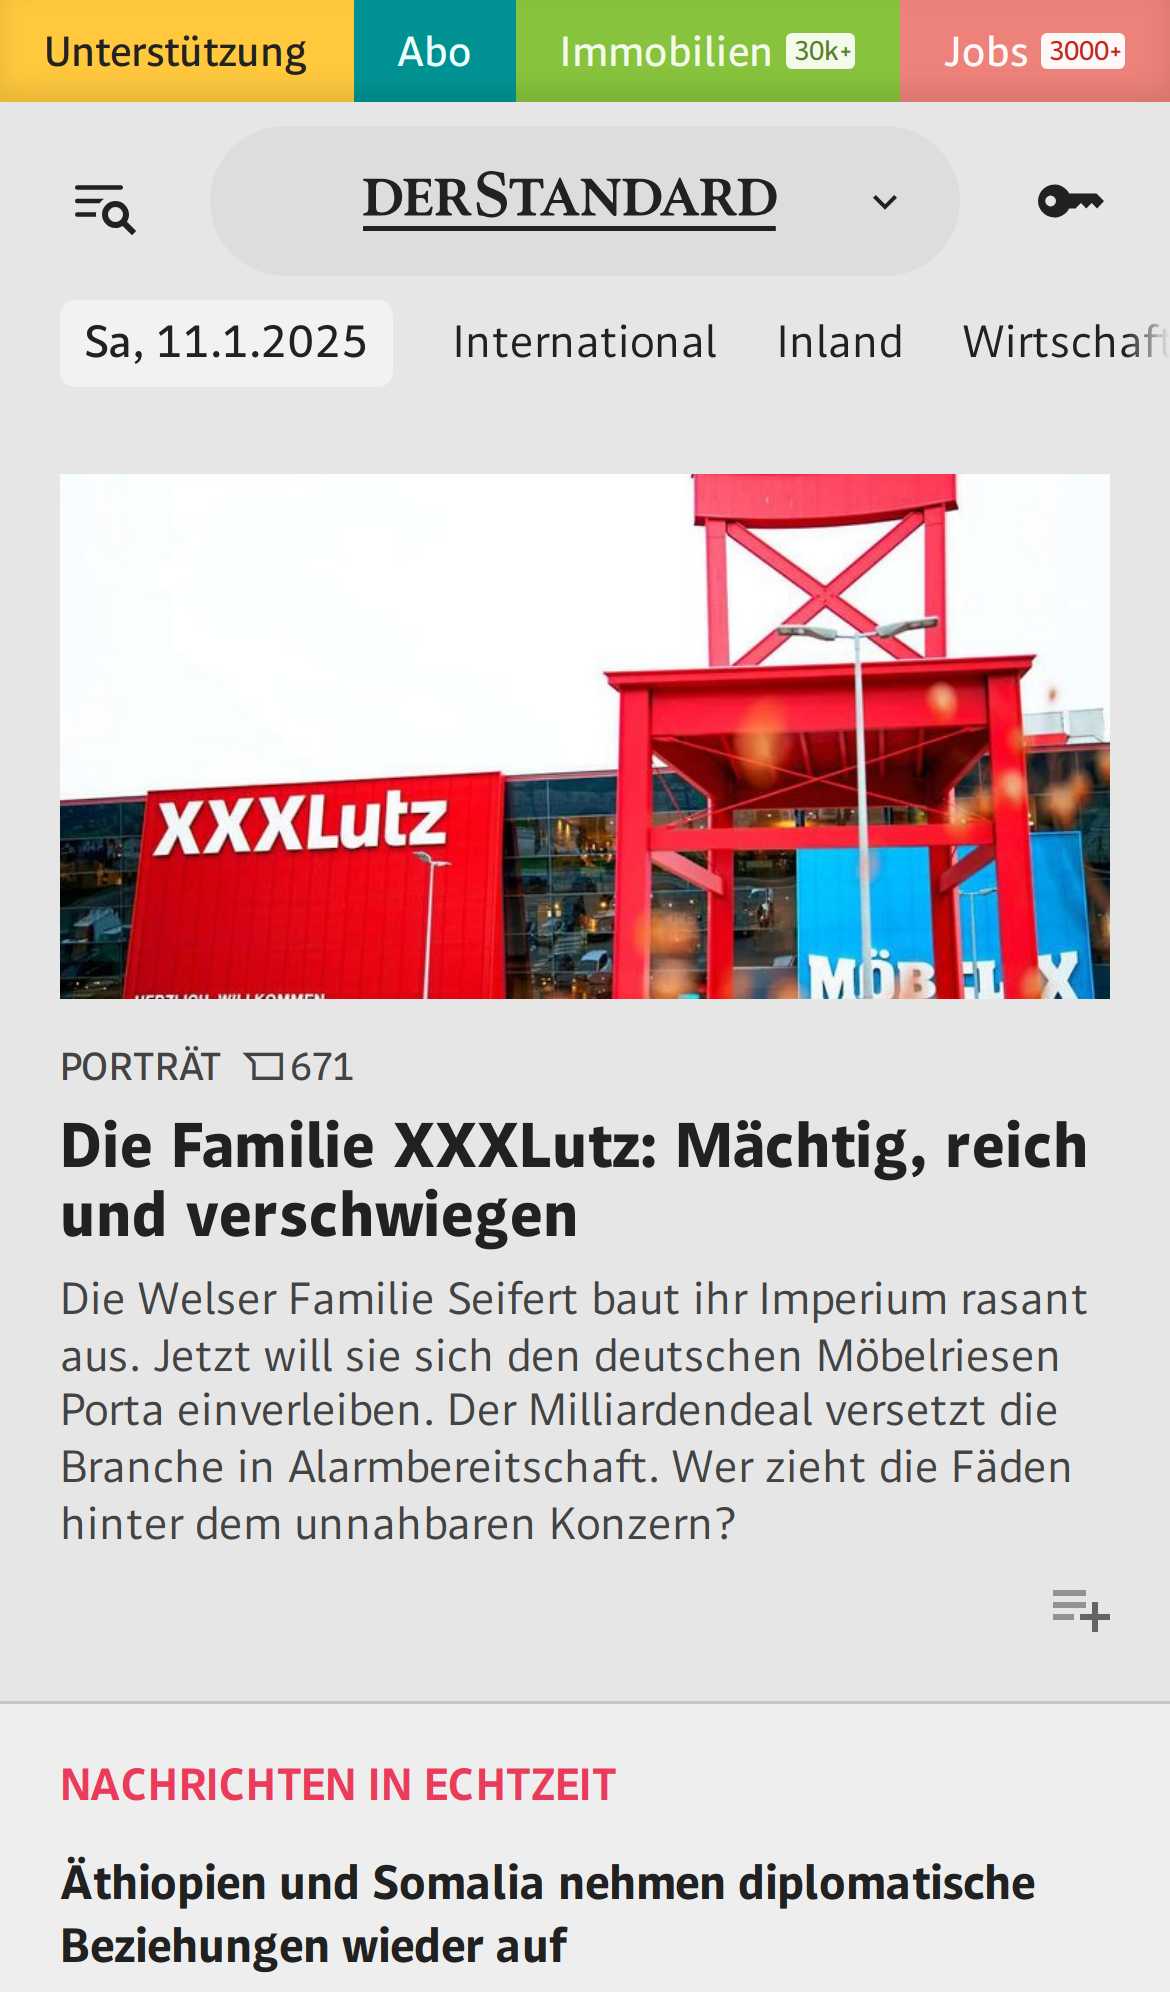 Unterstützung
Abo
Immobilien 30k+
Jobs 3000+
DERSTANDARD
Sa, 11.1.2025
International
Inland
Wirtschaft
XXXLutz
HERZLICH WILLKOMMEN
PORTRÄT 671
Die Familie XXXLutz: Mächtig, reich
und verschwiegen
Die Welser Familie Seifert baut ihr Imperium rasant
aus. Jetzt will sie sich den deutschen Möbelriesen
Porta einverleiben. Der Milliardendeal versetzt die
Branche in Alarmbereitschaft. Wer zieht die Fäden
hinter dem unnahbaren Konzern?
NACHRICHTEN IN ECHTZEIT
Äthiopien und Somalia nehmen diplomatische
Beziehungen wieder auf